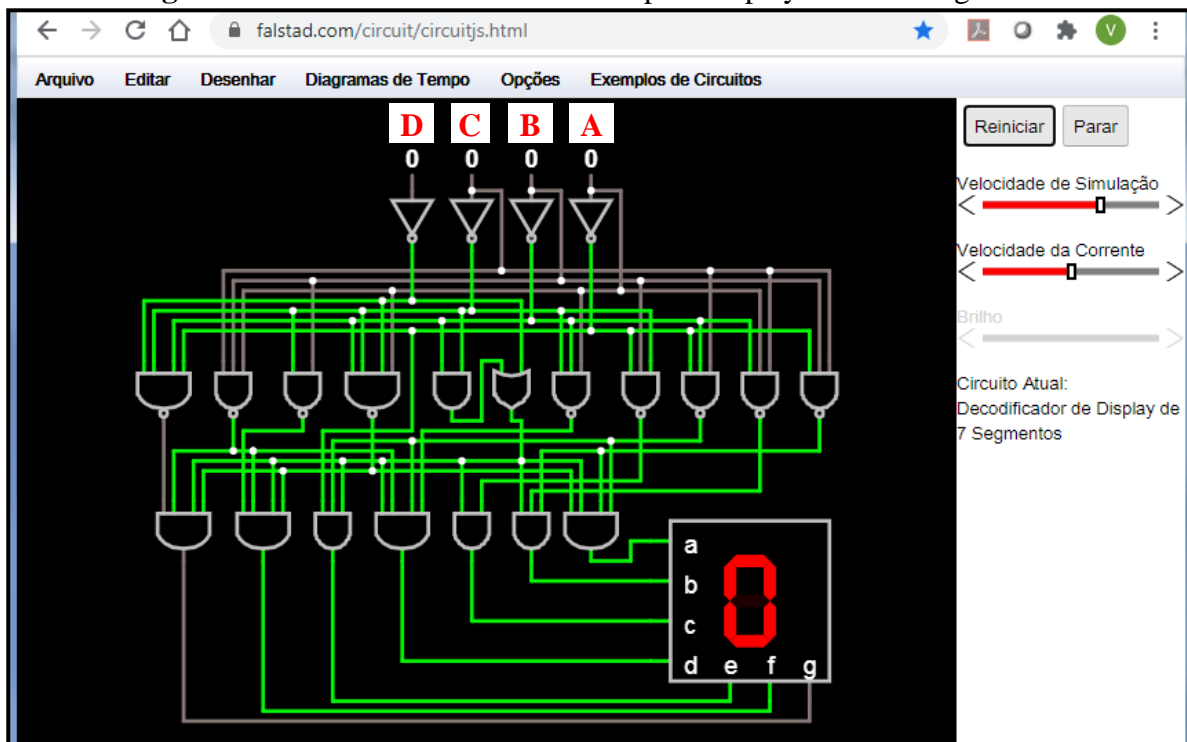 falstad.com/circuit/circuitjs.html
V
Arquivo Editar Desenhar Diagramas de Tempo Opções Exemplos de Circuitos
D C B A
0 0 0 0
Reiniciar Parar
Velocidade de Simulação
Velocidade da Corrente
Brilho
Circuito Atual:
Decodificador de Display de
7 Segmentos
a
b
c
d e f g
0